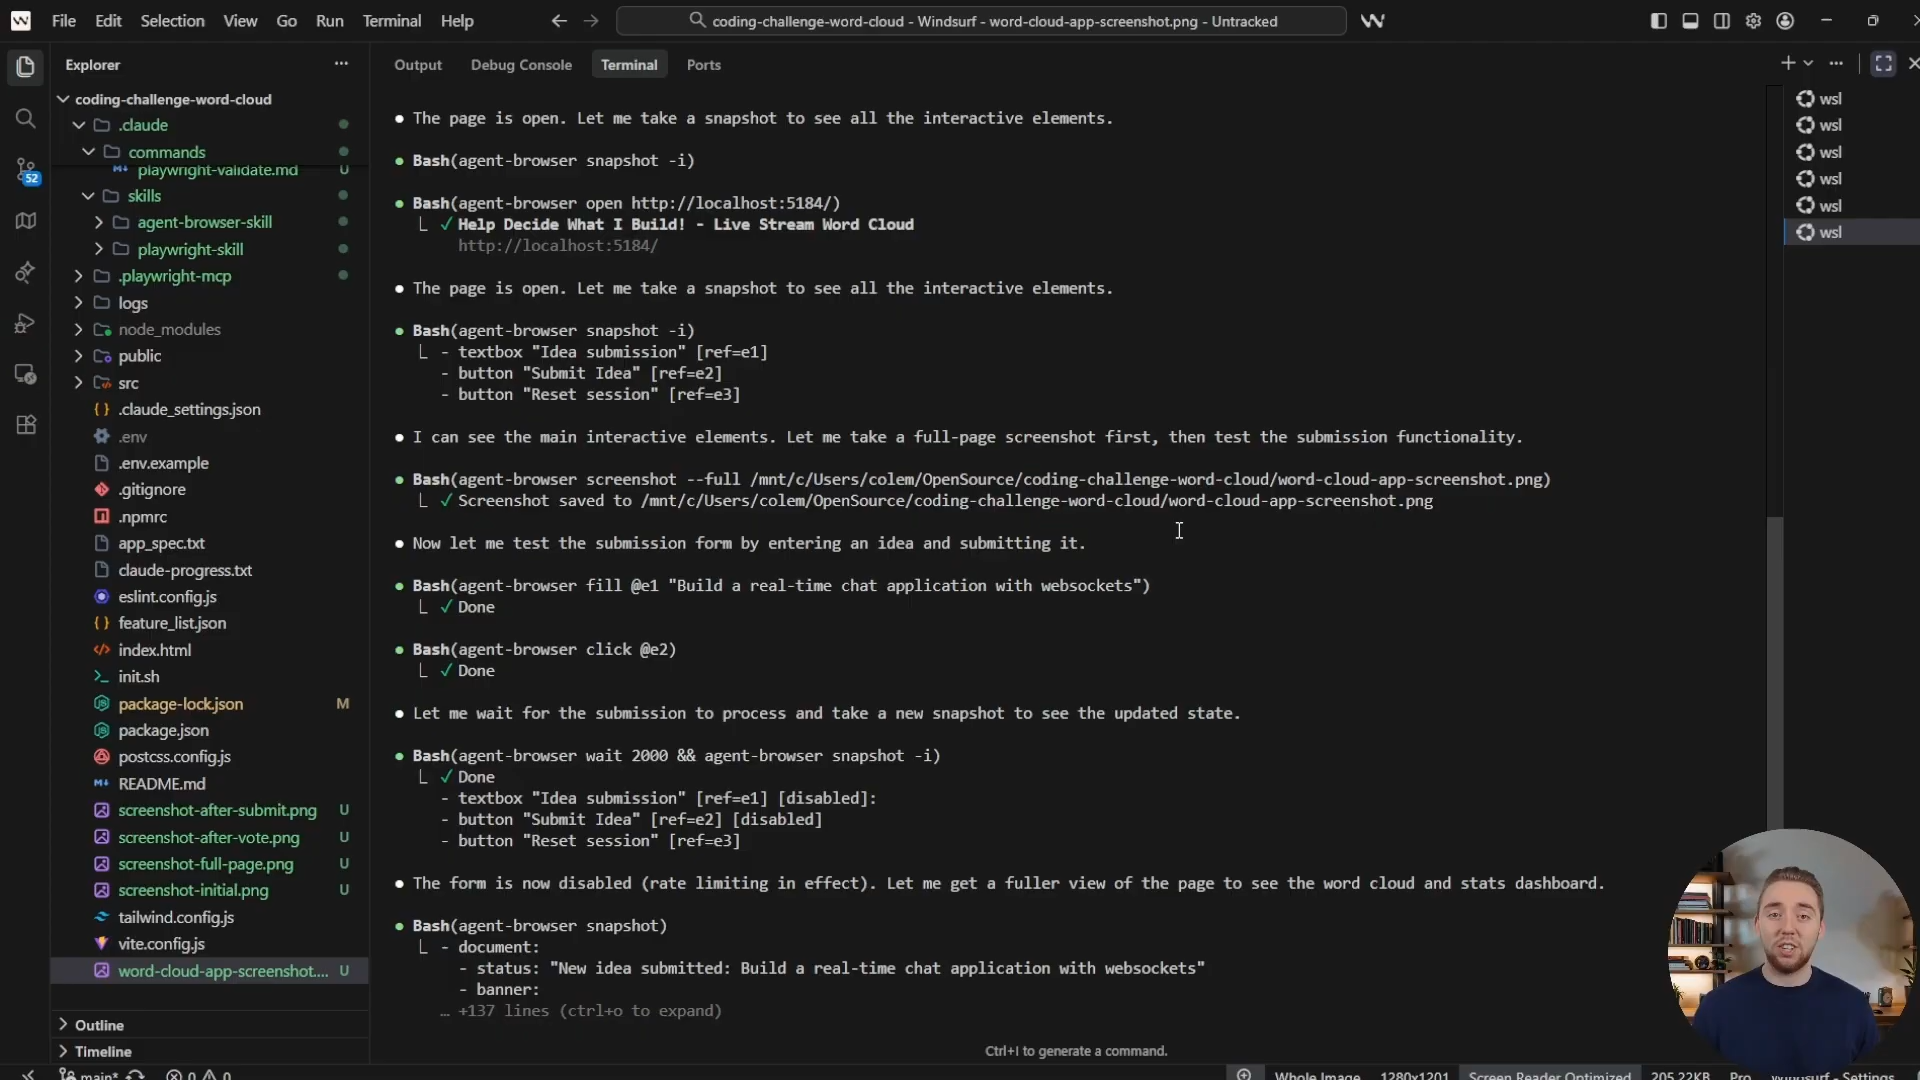 File Edit Selection View Go Run Terminal Help
coding-challenge-word-cloud - Windsurf - word-cloud-app-screenshot.png - Untracked
Explorer
Output Debug Console Terminal Ports
coding-challenge-word-cloud
.claude
commands
playwright-validate.md U
skills
agent-browser-skill
playwright-skill
.playwright-mcp
logs
node_modules
public
src
.claude_settings.json
.env
.env.example
.gitignore
.npmrc
app_spec.txt
claude-progress.txt
eslint.config.js
feature_list.json
index.html
init.sh
package-lock.json M
package.json
postcss.config.js
README.md
screenshot-after-submit.png U
screenshot-after-vote.png U
screenshot-full-page.png U
screenshot-initial.png U
tailwind.config.js
vite.config.js
word-cloud-app-screenshot.... U
Outline
Timeline
52
● The page is open. Let me take a snapshot to see all the interactive elements.
● Bash(agent-browser snapshot -i)
● Bash(agent-browser open http://localhost:5184/)
✓ Help Decide What I Build! - Live Stream Word Cloud
http://localhost:5184/
● The page is open. Let me take a snapshot to see all the interactive elements.
● Bash(agent-browser snapshot -i)
- textbox "Idea submission" [ref=e1]
- button "Submit Idea" [ref=e2]
- button "Reset session" [ref=e3]
● I can see the main interactive elements. Let me take a full-page screenshot first, then test the submission functionality.
● Bash(agent-browser screenshot --full /mnt/c/Users/colem/OpenSource/coding-challenge-word-cloud/word-cloud-app-screenshot.png)
✓ Screenshot saved to /mnt/c/Users/colem/OpenSource/coding-challenge-word-cloud/word-cloud-app-screenshot.png
● Now let me test the submission form by entering an idea and submitting it.
● Bash(agent-browser fill @e1 "Build a real-time chat application with websockets")
✓ Done
● Bash(agent-browser click @e2)
✓ Done
● Let me wait for the submission to process and take a new snapshot to see the updated state.
● Bash(agent-browser wait 2000 && agent-browser snapshot -i)
✓ Done
- textbox "Idea submission" [ref=e1] [disabled]:
- button "Submit Idea" [ref=e2] [disabled]
- button "Reset session" [ref=e3]
● The form is now disabled (rate limiting in effect). Let me get a fuller view of the page to see the word cloud and stats dashboard.
● Bash(agent-browser snapshot)
- document:
- status: "New idea submitted: Build a real-time chat application with websockets"
- banner:
… +137 lines (ctrl+o to expand)
Ctrl+I to generate a command.
wsl
wsl
wsl
wsl
wsl
wsl
main* 0 0 Whole Image 1280x1201 Screen Reader Optimized 205.22KB Pro Windsurf - Settings